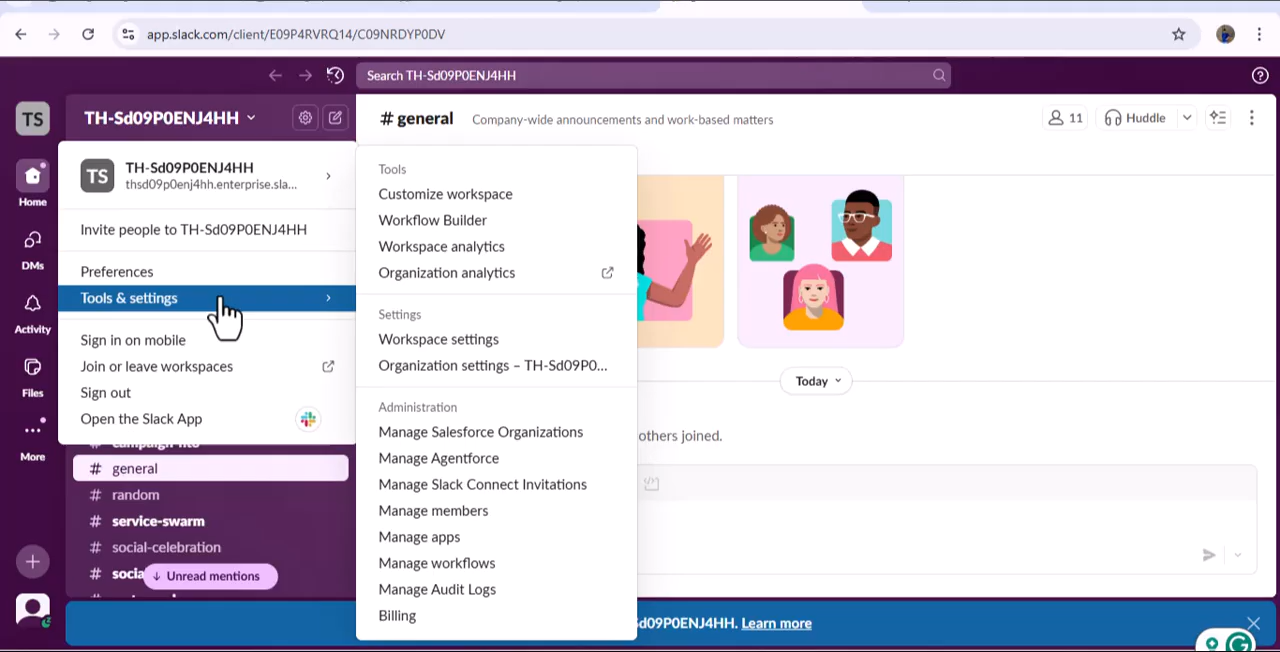 app.slack.com/client/E09P4RVRQ14/C09NRDYP0DV
Search TH-Sd09P0ENJ4HH
TS
TH-Sd09P0ENJ4HH
# general
Company-wide announcements and work-based matters
11
Huddle
TS
TH-Sd09P0ENJ4HH
thsd09p0enj4hh.enterprise.sla...
Invite people to TH-Sd09P0ENJ4HH
Preferences
Tools & settings
Sign in on mobile
Join or leave workspaces
Sign out
Open the Slack App
Home
DMs
Activity
Files
More
Tools
Customize workspace
Workflow Builder
Workspace analytics
Organization analytics
Settings
Workspace settings
Organization settings – TH-Sd09P0...
Administration
Manage Salesforce Organizations
Manage Agentforce
Manage Slack Connect Invitations
Manage members
Manage apps
Manage workflows
Manage Audit Logs
Billing
# general
# random
# service-swarm
# social-celebration
# socia
Unread mentions
Today
others joined.
d09P0ENJ4HH. Learn more